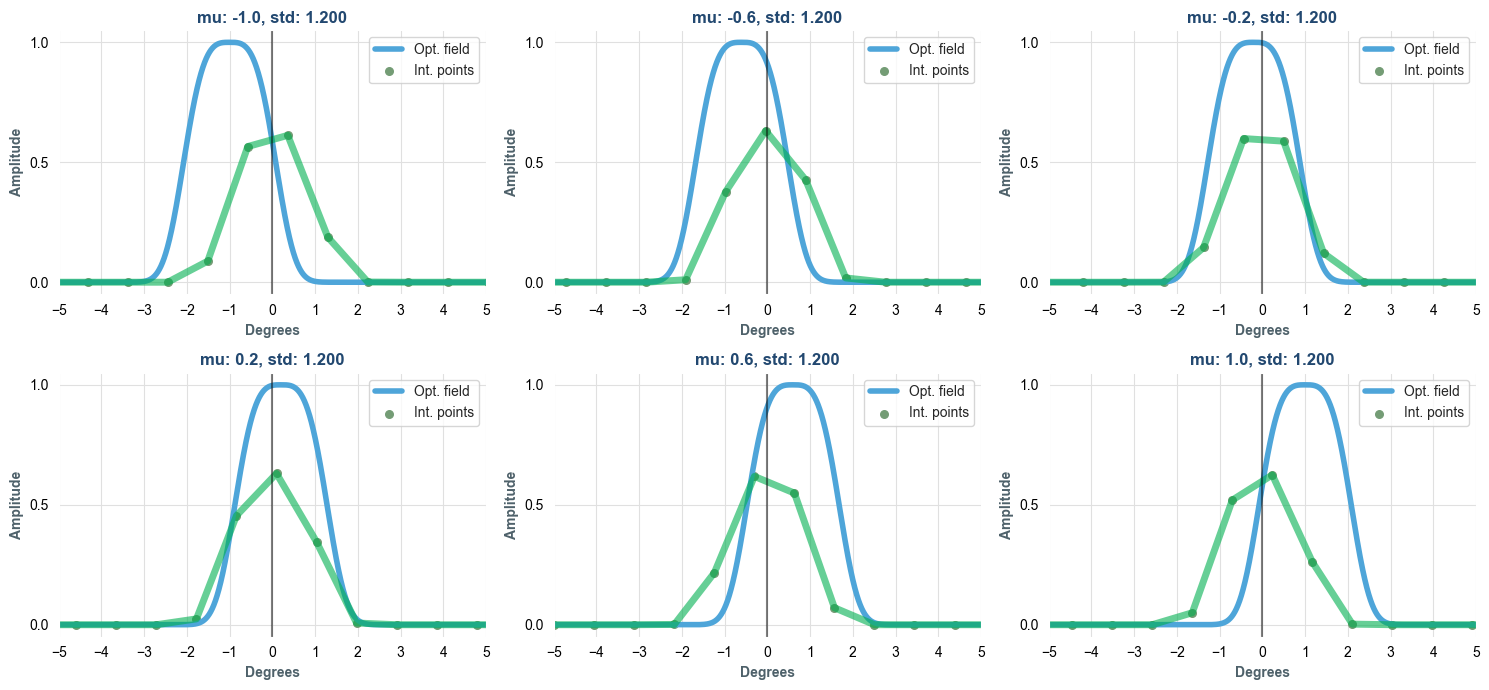 mu: -1.0, std: 1.200
Amplitude
1.0
0.5
0.0
Opt. field
Int. points
−5 −4 −3 −2 −1 0 1 2 3 4 5
Degrees
mu: -0.6, std: 1.200
Amplitude
1.0
0.5
0.0
Opt. field
Int. points
−5 −4 −3 −2 −1 0 1 2 3 4 5
Degrees
mu: -0.2, std: 1.200
Amplitude
1.0
0.5
0.0
Opt. field
Int. points
−5 −4 −3 −2 −1 0 1 2 3 4 5
Degrees
mu: 0.2, std: 1.200
Amplitude
1.0
0.5
0.0
Opt. field
Int. points
−5 −4 −3 −2 −1 0 1 2 3 4 5
Degrees
mu: 0.6, std: 1.200
Amplitude
1.0
0.5
0.0
Opt. field
Int. points
−5 −4 −3 −2 −1 0 1 2 3 4 5
Degrees
mu: 1.0, std: 1.200
Amplitude
1.0
0.5
0.0
Opt. field
Int. points
−5 −4 −3 −2 −1 0 1 2 3 4 5
Degrees